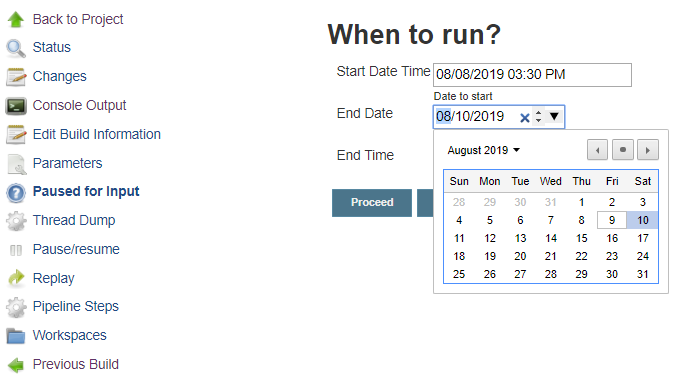 Back to Project
Status
Changes
Console Output
Edit Build Information
Parameters
Paused for Input
Thread Dump
Pause/resume
Replay
Pipeline Steps
Workspaces
Previous Build
When to run?
Start Date Time 08/08/2019 03:30 PM
Date to start
End Date 08/10/2019
End Time
Proceed
August 2019
Sun Mon Tue Wed Thu Fri Sat
28 29 30 31 1 2 3
4 5 6 7 8 9 10
11 12 13 14 15 16 17
18 19 20 21 22 23 24
25 26 27 28 29 30 31